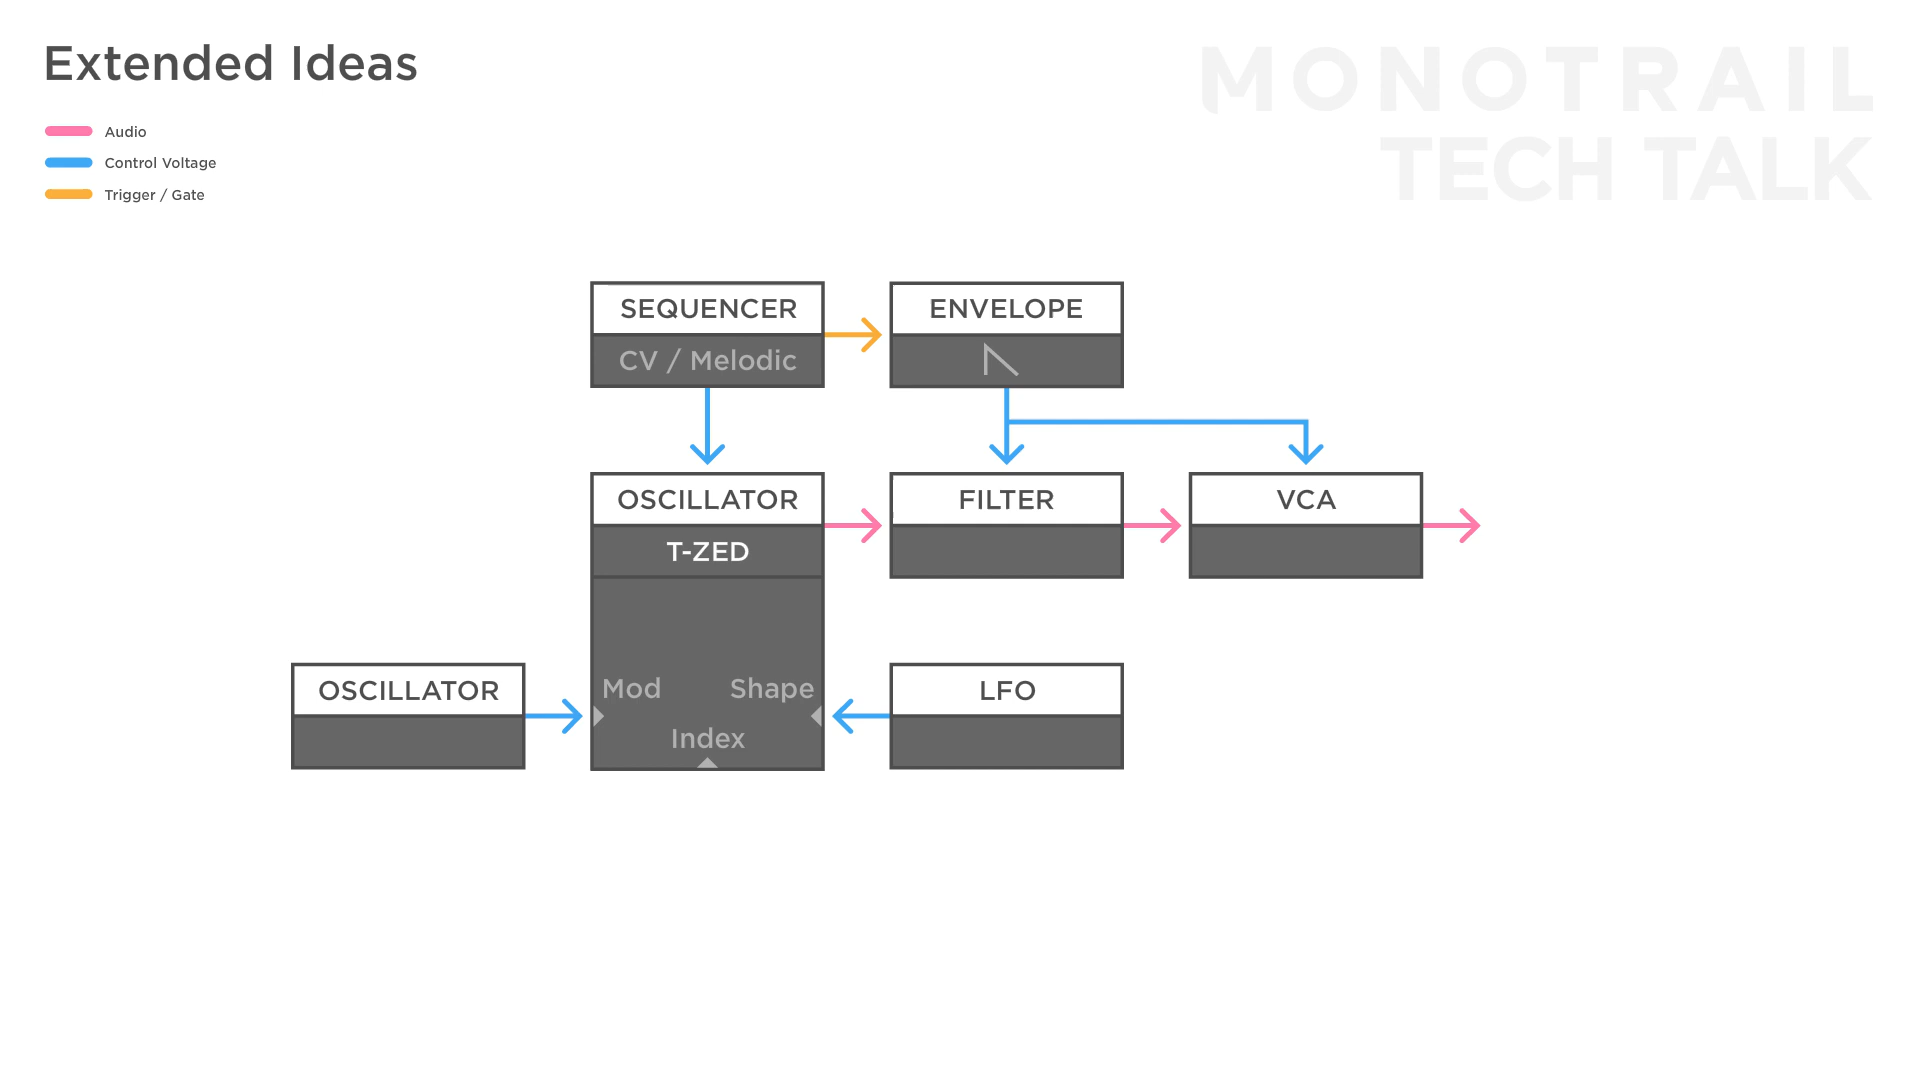 Extended Ideas
MONOTRAIL
TECH TALK
Audio
Control Voltage
Trigger / Gate
SEQUENCER
CV / Melodic
ENVELOPE
OSCILLATOR
T-ZED
FILTER
VCA
OSCILLATOR
Mod
Shape
Index
LFO